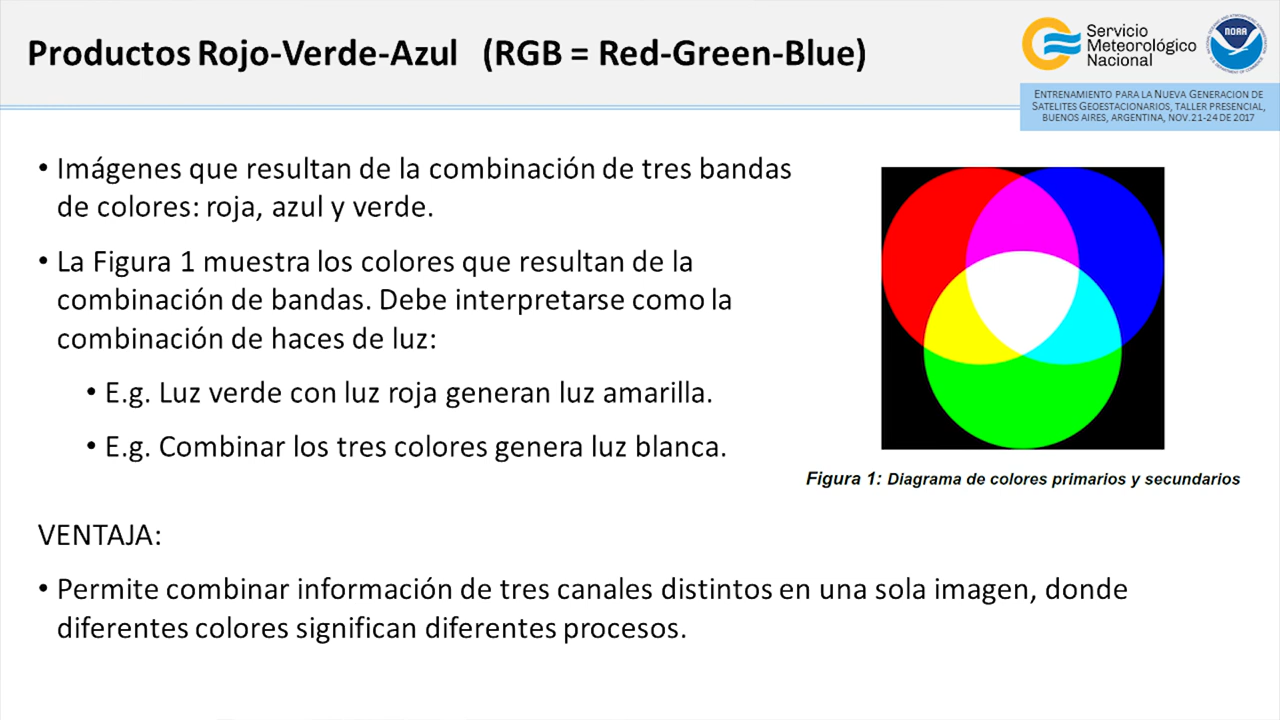 Productos Rojo-Verde-Azul (RGB = Red-Green-Blue)
Servicio
Meteorológico
Nacional
NOAA
ENTRENAMIENTO PARA LA NUEVA GENERACION DE
SATELITES GEOESTACIONARIOS, TALLER PRESENCIAL,
BUENOS AIRES, ARGENTINA, NOV.21-24 DE 2017
• Imágenes que resultan de la combinación de tres bandas
de colores: roja, azul y verde.
• La Figura 1 muestra los colores que resultan de la
combinación de bandas. Debe interpretarse como la
combinación de haces de luz:
• E.g. Luz verde con luz roja generan luz amarilla.
• E.g. Combinar los tres colores genera luz blanca.
Figura 1: Diagrama de colores primarios y secundarios
VENTAJA:
• Permite combinar información de tres canales distintos en una sola imagen, donde
diferentes colores significan diferentes procesos.